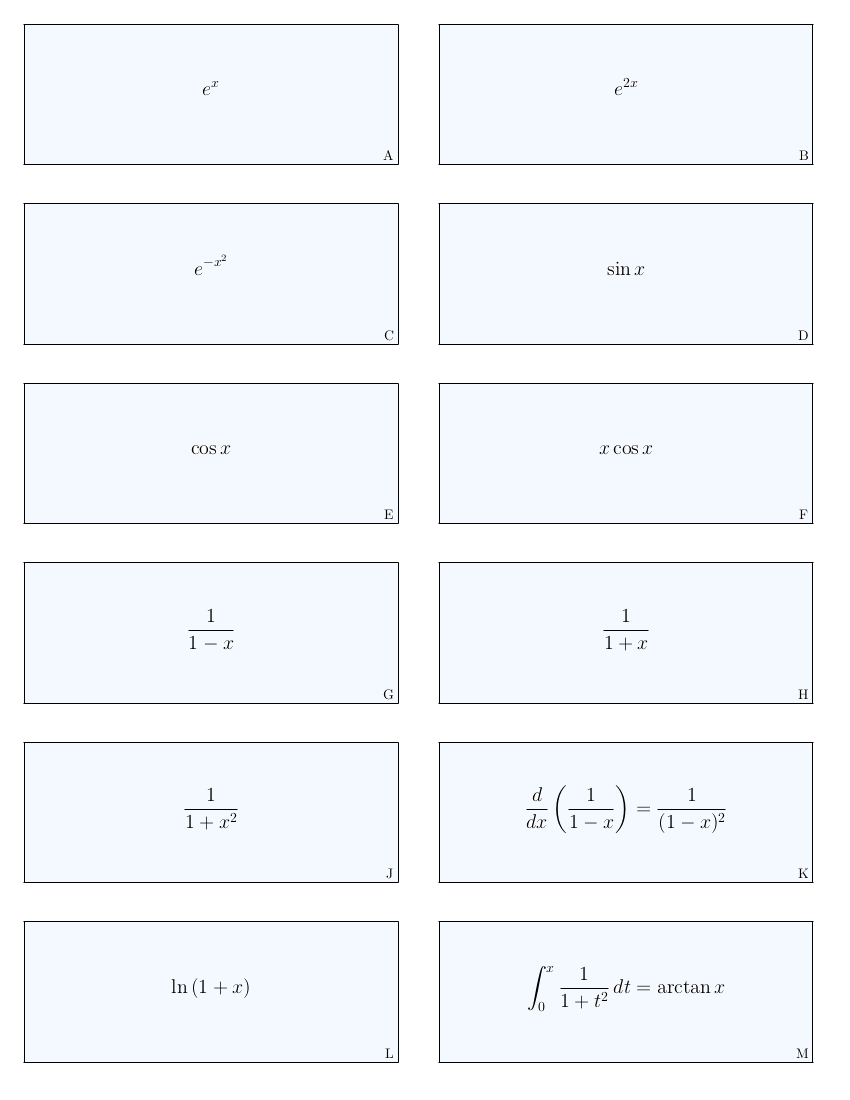 $e^x$
A
$e^{2x}$
B
$e^{-x^2}$
C
$\sin x$
D
$\cos x$
E
$x \cos x$
F
$\frac{1}{1-x}$
G
$\frac{1}{1+x}$
H
$\frac{1}{1+x^2}$
J
$\frac{d}{dx}\left(\frac{1}{1-x}\right) = \frac{1}{(1-x)^2}$
K
$\ln(1+x)$
L
$\int_0^x \frac{1}{1+t^2}\,dt = \arctan x$
M